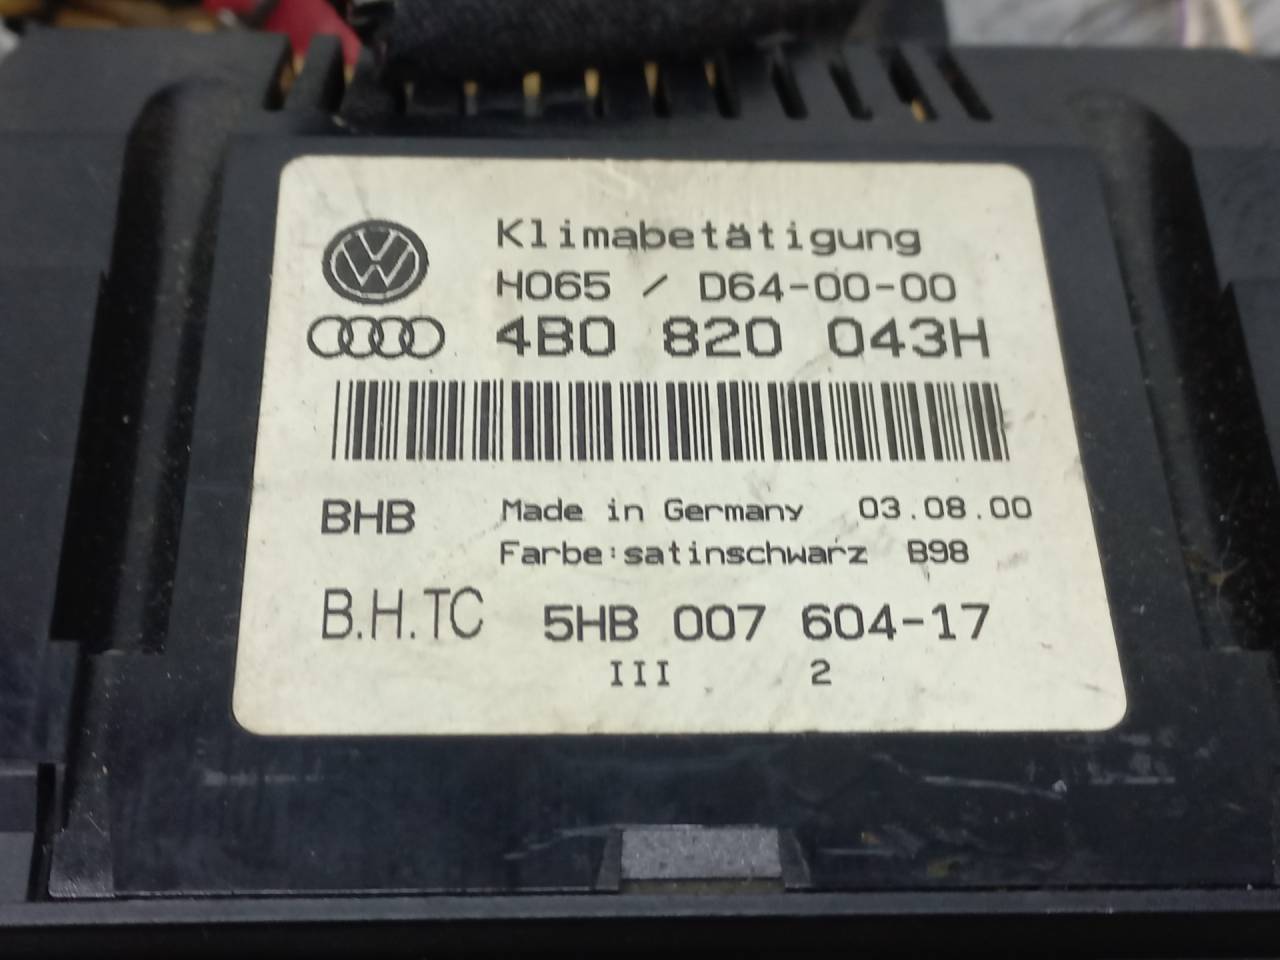 Klimabetätigung
H065 / D64-00-00
4B0 820 043H
BHB Made in Germany 03.08.00
Farbe:satinschwarz B98
B.H.TC 5HB 007 604-17
III 2